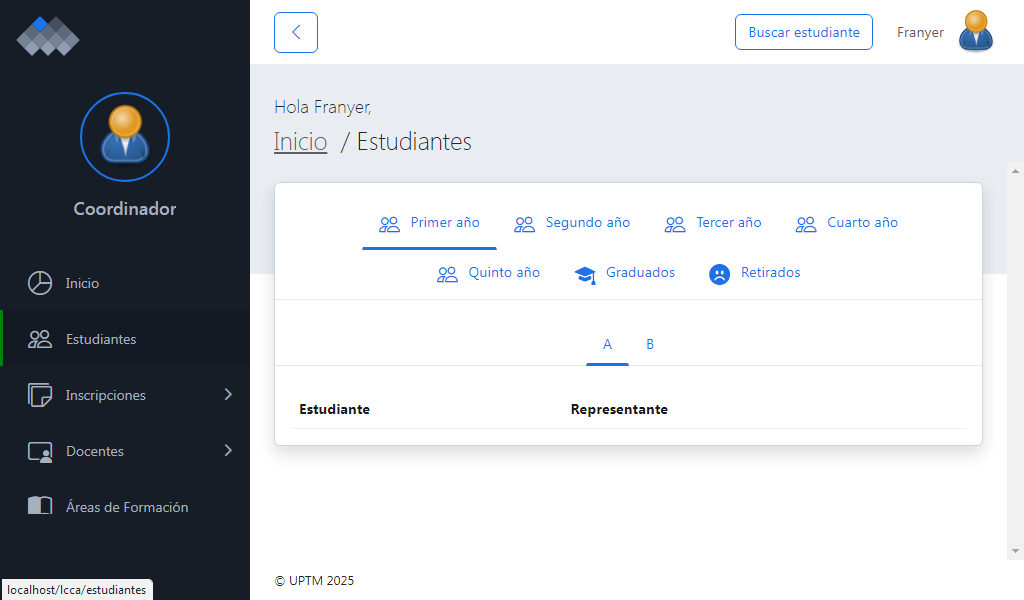 Buscar estudiante
Franyer
Coordinador
Inicio
Estudiantes
Inscripciones
Docentes
Áreas de Formación
Hola Franyer,
Inicio / Estudiantes
Primer año Segundo año Tercer año Cuarto año
Quinto año Graduados Retirados
A B
Estudiante Representante
© UPTM 2025
localhost/lcca/estudiantes